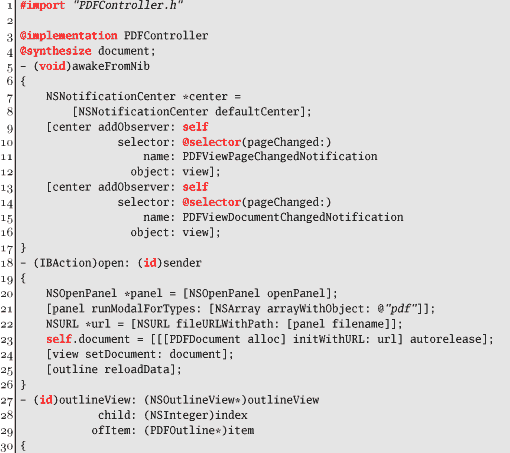 1 #import "PDFController.h"
2
3 @implementation PDFController
4 @synthesize document;
5 - (void)awakeFromNib
6 {
7     NSNotificationCenter *center =
8         [NSNotificationCenter defaultCenter];
9     [center addObserver: self
10                selector: @selector(pageChanged:)
11                    name: PDFViewPageChangedNotification
12                  object: view];
13     [center addObserver: self
14                selector: @selector(pageChanged:)
15                    name: PDFViewDocumentChangedNotification
16                  object: view];
17 }
18 - (IBAction)open: (id)sender
19 {
20     NSOpenPanel *panel = [NSOpenPanel openPanel];
21     [panel runModalForTypes: [NSArray arrayWithObject: @"pdf"]];
22     NSURL *url = [NSURL fileURLWithPath: [panel filename]];
23     self.document = [[[PDFDocument alloc] initWithURL: url] autorelease];
24     [view setDocument: document];
25     [outline reloadData];
26 }
27 - (id)outlineView: (NSOutlineView*)outlineView
28             child: (NSInteger)index
29            ofItem: (PDFOutline*)item
30 {